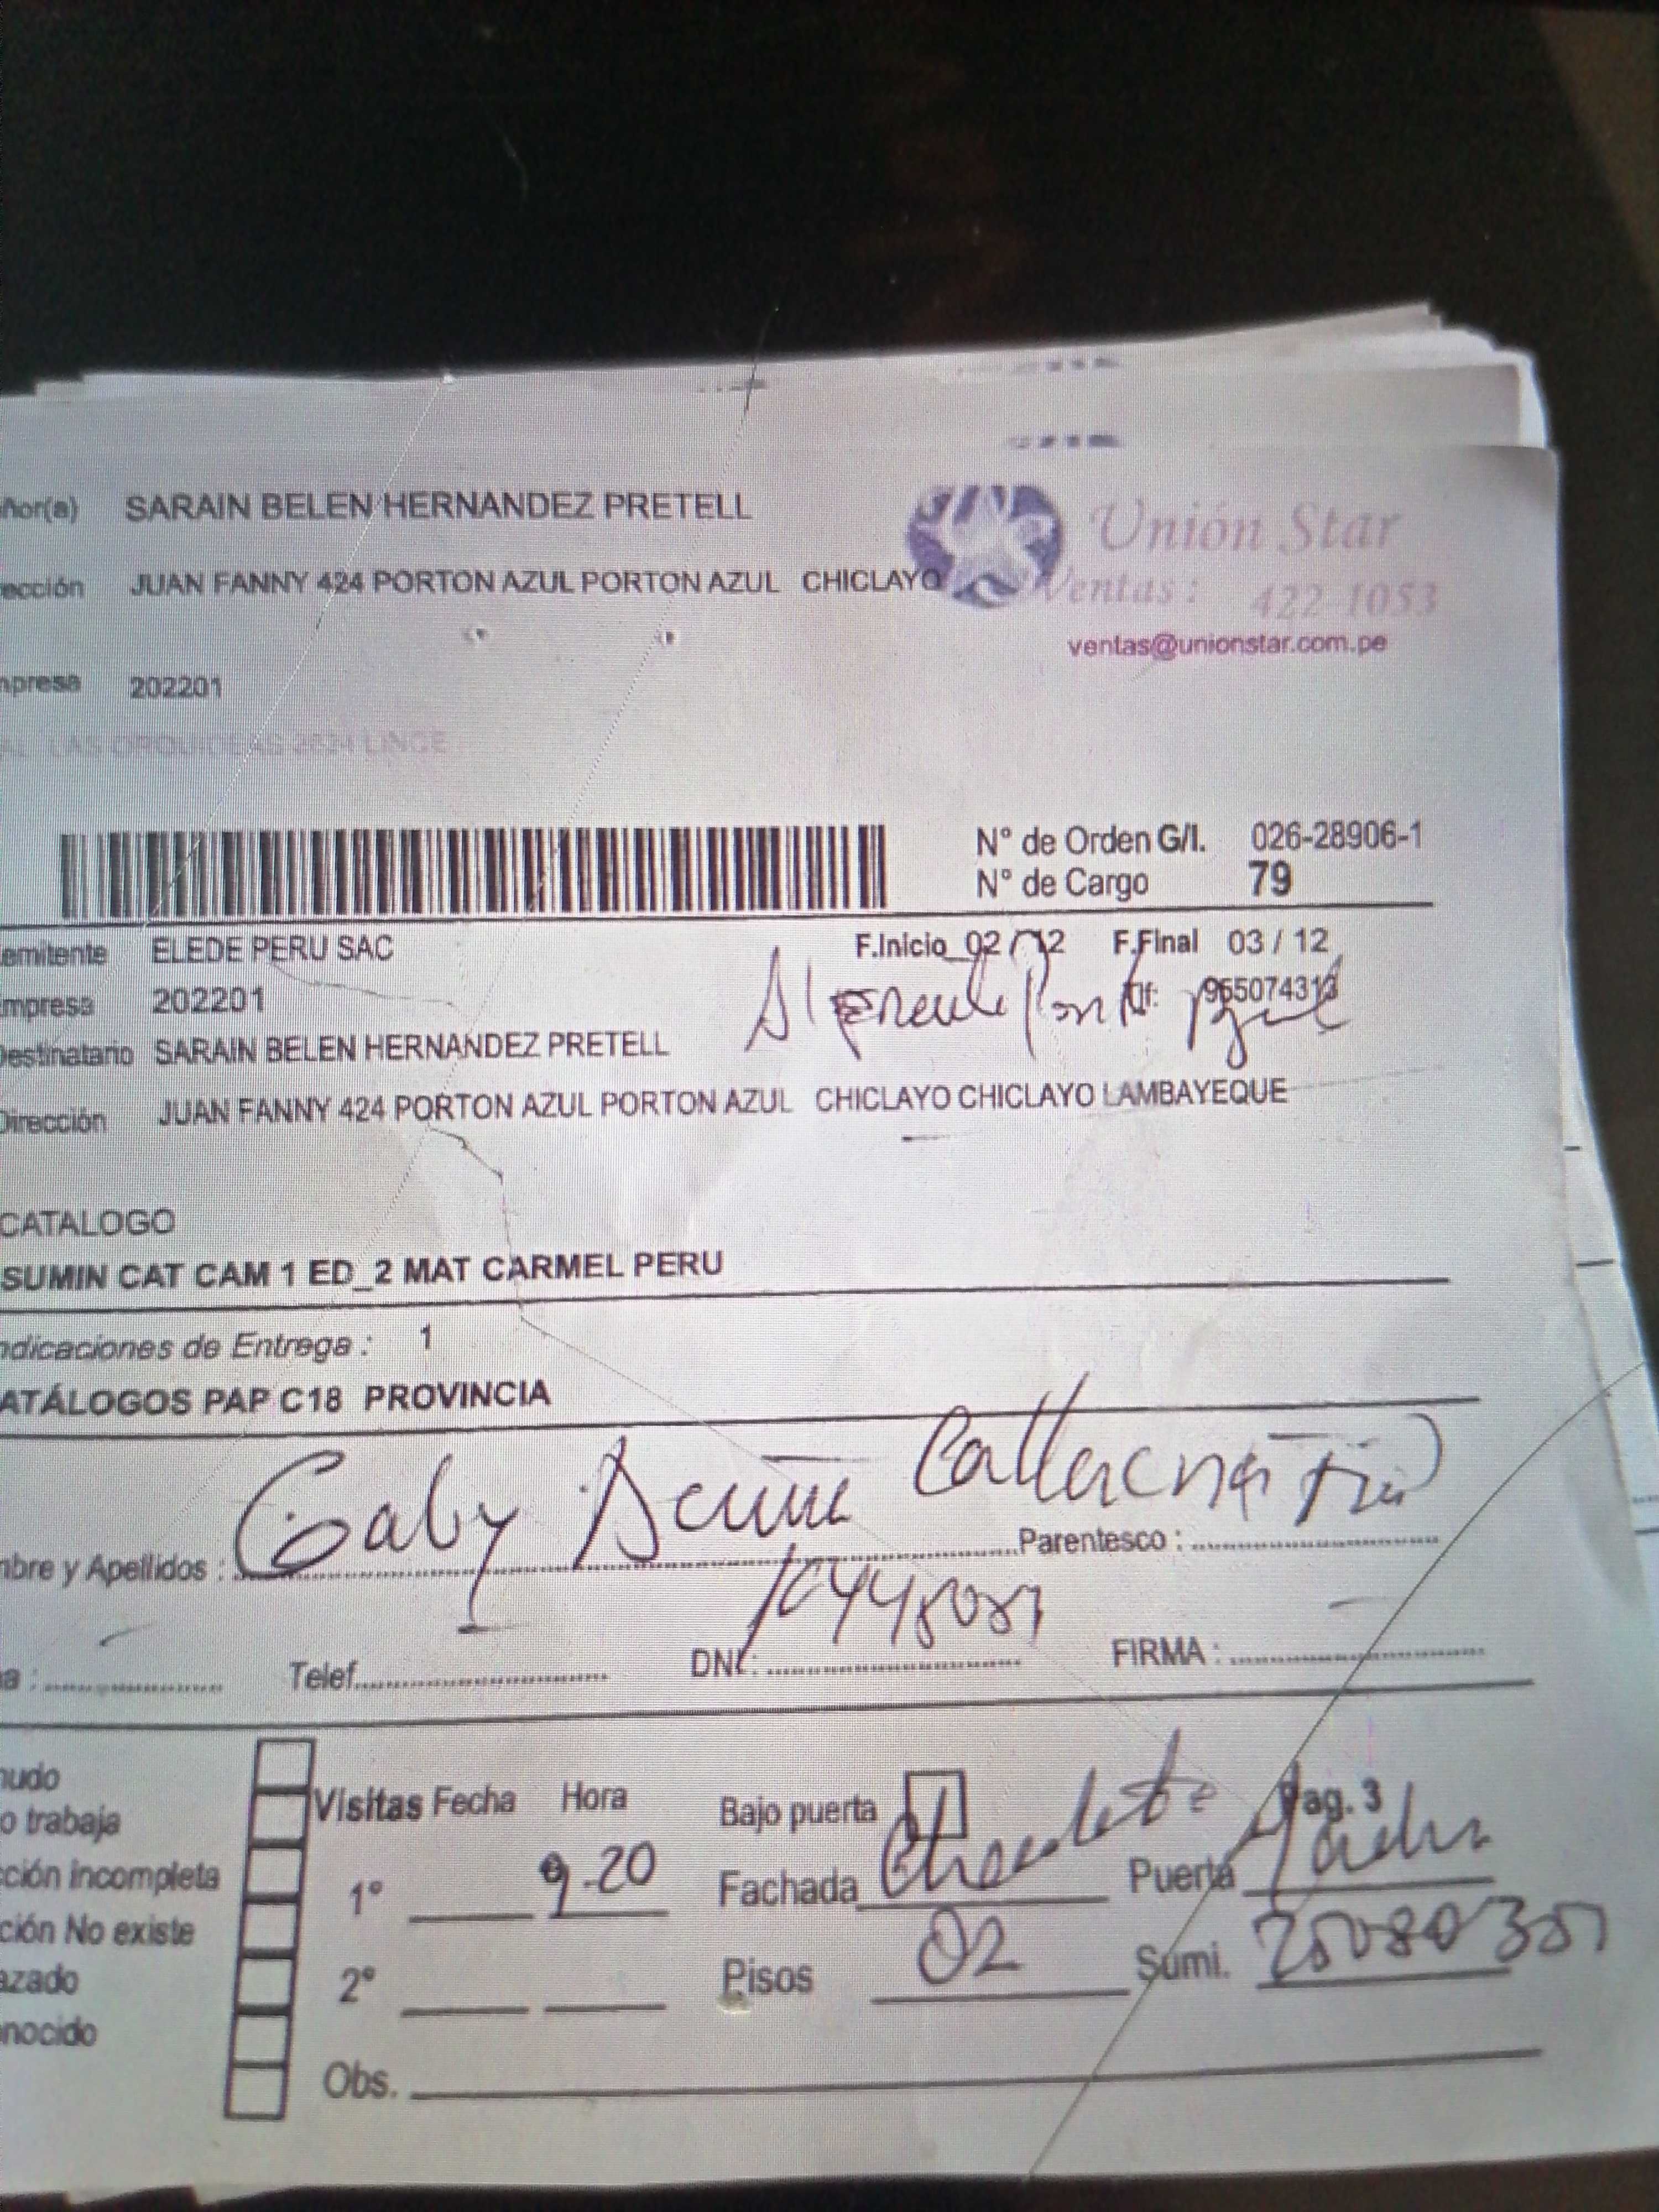 ñor(a) SARAIN BELEN HERNANDEZ PRETELL
Unión Star
ección JUAN FANNY 424 PORTON AZUL PORTON AZUL CHICLAYO
Ventas: 422-1053
ventas@unionstar.com.pe
mpresa 202201
LAS ORQUIDEAS LINCE
N° de Orden G/I. 026-28906-1
N° de Cargo 79
emitente ELEDE PERU SAC F.Inicio 02/12 F.Final 03 / 12
mpresa 202201
Destinatario SARAIN BELEN HERNANDEZ PRETELL
Dirección JUAN FANNY 424 PORTON AZUL PORTON AZUL CHICLAYO CHICLAYO LAMBAYEQUE
CATALOGO
SUMIN CAT CAM 1 ED_2 MAT CARMEL PERU
ndicaciones de Entrega : 1
ATÁLOGOS PAP C18 PROVINCIA
Gaby
mbre y Apellidos : Parentesco :
a : Telef. DNI: FIRMA :
nudo
Visitas Fecha Hora Bajo puerta Pag. 3
o trabaja
cción incompleta
1° 9-20 Fachada Puerta
ción No existe
azado 2° Pisos 02 Sumi.
nocido
Obs.